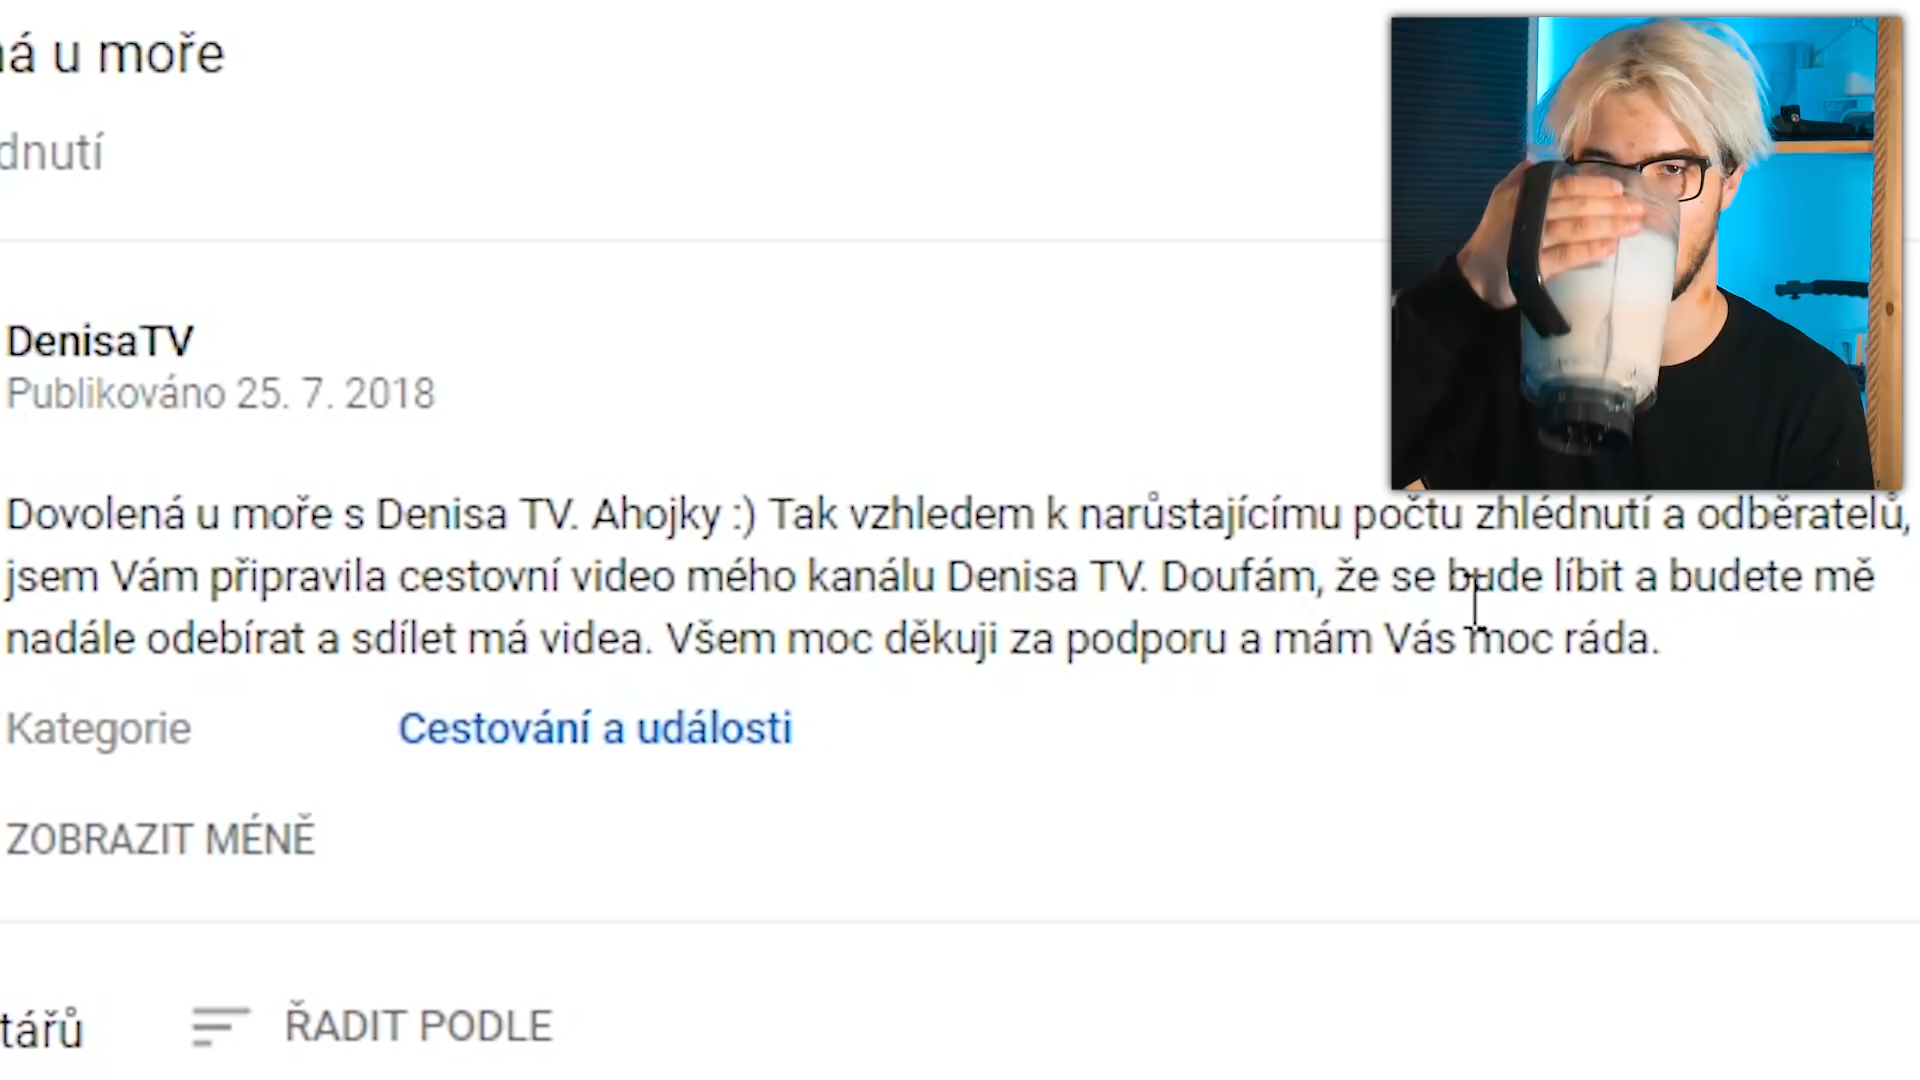 ná u moře
dnutí
DenisaTV
Publikováno 25. 7. 2018
Dovolená u moře s Denisa TV. Ahojky :) Tak vzhledem k narůstajícímu počtu zhlédnutí a odběratelů,
jsem Vám připravila cestovní video mého kanálu Denisa TV. Doufám, že se bude líbit a budete mě
nadále odebírat a sdílet má videa. Všem moc děkuji za podporu a mám Vás moc ráda.
Kategorie Cestování a události
ZOBRAZIT MÉNĚ
tářů ŘADIT PODLE